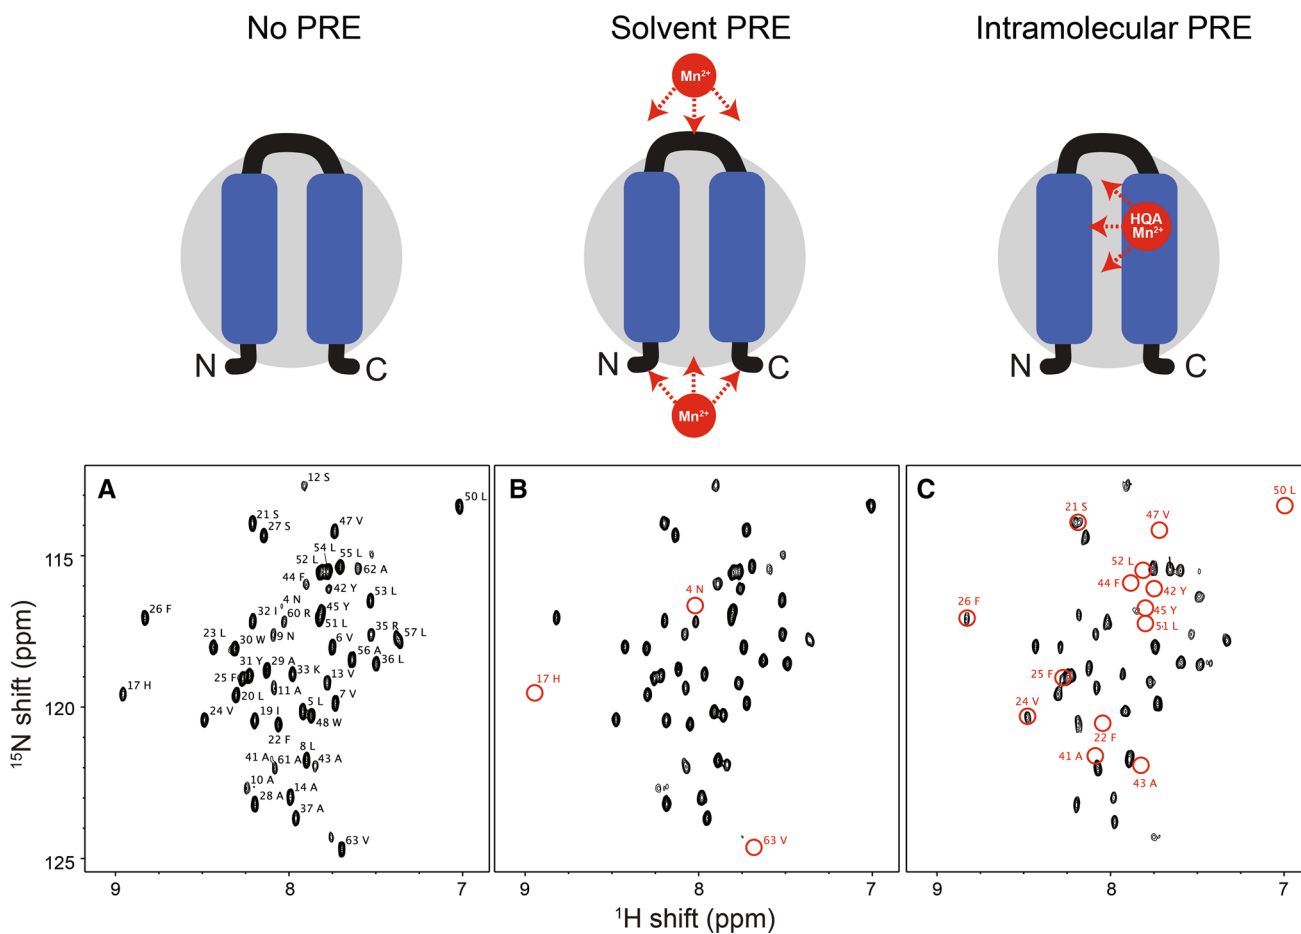 No PRE
Solvent PRE
Intramolecular PRE
Mn2+
HQA
Mn2+
N
C
N
C
N
C
Mn2+
A
12 S
50 L
21 S
27 S
47 V
54 L
52 L
55 L
62 A
44 F
42 Y
53 L
4 N
26 F
32 I
60 R
45 Y
9 N
51 L
35 R
57 L
23 L
30 W
6 V
56 A
36 L
31 Y
29 A
33 K
25 F
13 V
11 A
20 L
5 L
7 V
24 V
19 I
48 W
17 H
22 F
8 L
41 A
61 A
43 A
10 A
28 A
14 A
37 A
63 V
B
4 N
17 H
63 V
C
50 L
21 S
47 V
52 L
44 F
42 Y
26 F
45 Y
51 L
25 F
24 V
22 F
41 A
43 A
15N shift (ppm)
115
120
125
9
8
7
9
8
7
9
8
7
1H shift (ppm)